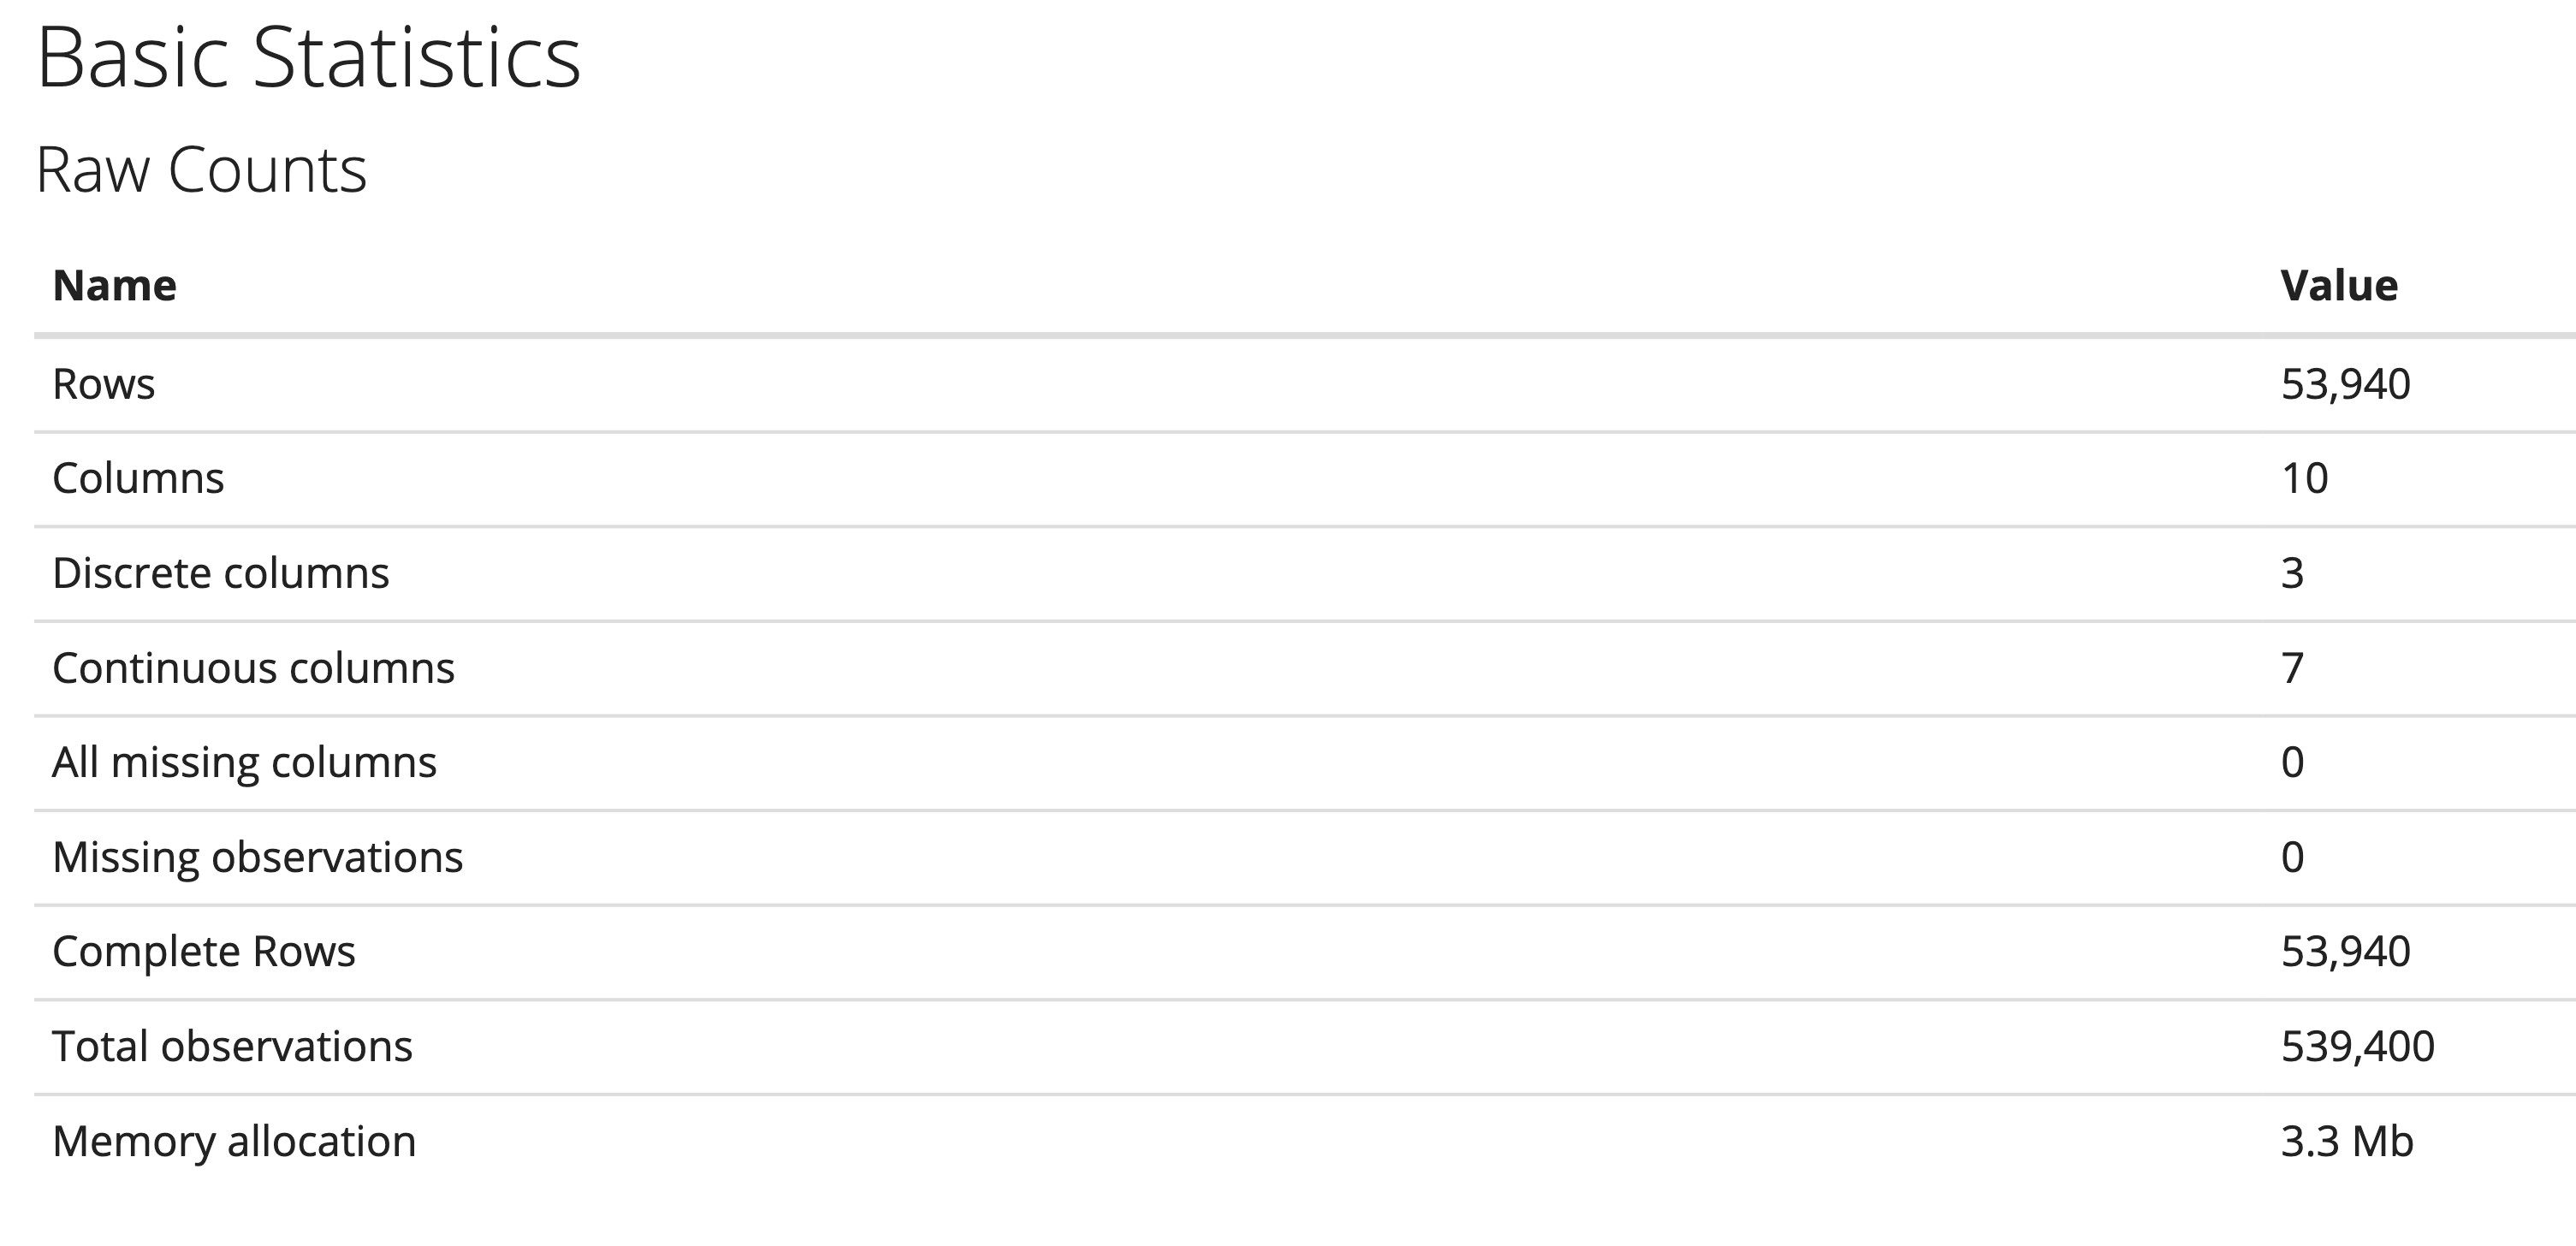 Basic Statistics
Raw Counts
Name Value
Rows 53,940
Columns 10
Discrete columns 3
Continuous columns 7
All missing columns 0
Missing observations 0
Complete Rows 53,940
Total observations 539,400
Memory allocation 3.3 Mb